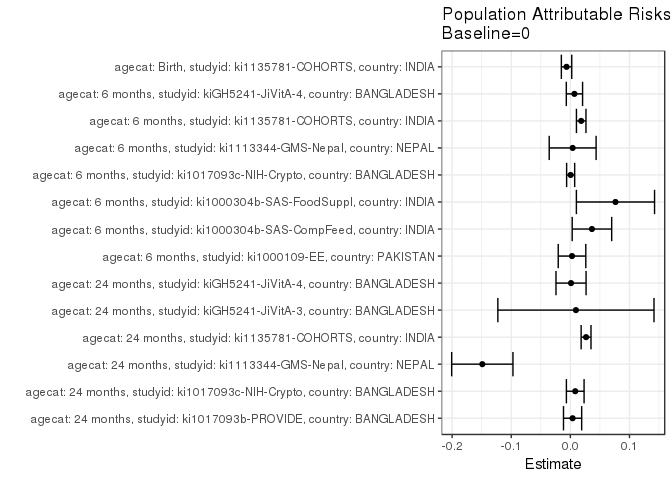 Population Attributable Risks
Baseline=0
agecat: Birth, studyid: ki1135781-COHORTS, country: INDIA
agecat: 6 months, studyid: kiGH5241-JiVitA-4, country: BANGLADESH
agecat: 6 months, studyid: ki1135781-COHORTS, country: INDIA
agecat: 6 months, studyid: ki1113344-GMS-Nepal, country: NEPAL
agecat: 6 months, studyid: ki1017093c-NIH-Crypto, country: BANGLADESH
agecat: 6 months, studyid: ki1000304b-SAS-FoodSuppl, country: INDIA
agecat: 6 months, studyid: ki1000304b-SAS-CompFeed, country: INDIA
agecat: 6 months, studyid: ki1000109-EE, country: PAKISTAN
agecat: 24 months, studyid: kiGH5241-JiVitA-4, country: BANGLADESH
agecat: 24 months, studyid: kiGH5241-JiVitA-3, country: BANGLADESH
agecat: 24 months, studyid: ki1135781-COHORTS, country: INDIA
agecat: 24 months, studyid: ki1113344-GMS-Nepal, country: NEPAL
agecat: 24 months, studyid: ki1017093c-NIH-Crypto, country: BANGLADESH
agecat: 24 months, studyid: ki1017093b-PROVIDE, country: BANGLADESH
-0.2 -0.1 0.0 0.1
Estimate